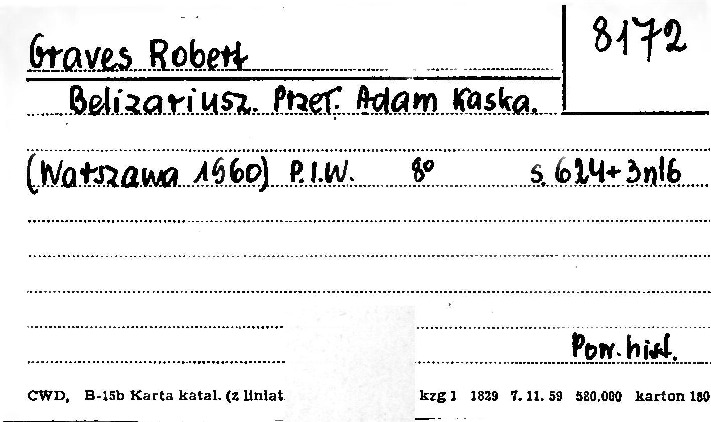 Graves Robert
8172
Belizariusz. Przeł. Adam Kaska.
(Warszawa 1960) P.I.W. 8º s. 624+3nlb
Pow. hist.
CWD, B-15b Karta katal. (z liniat. kzg 1 1829 7.11.59 580.000 karton 180